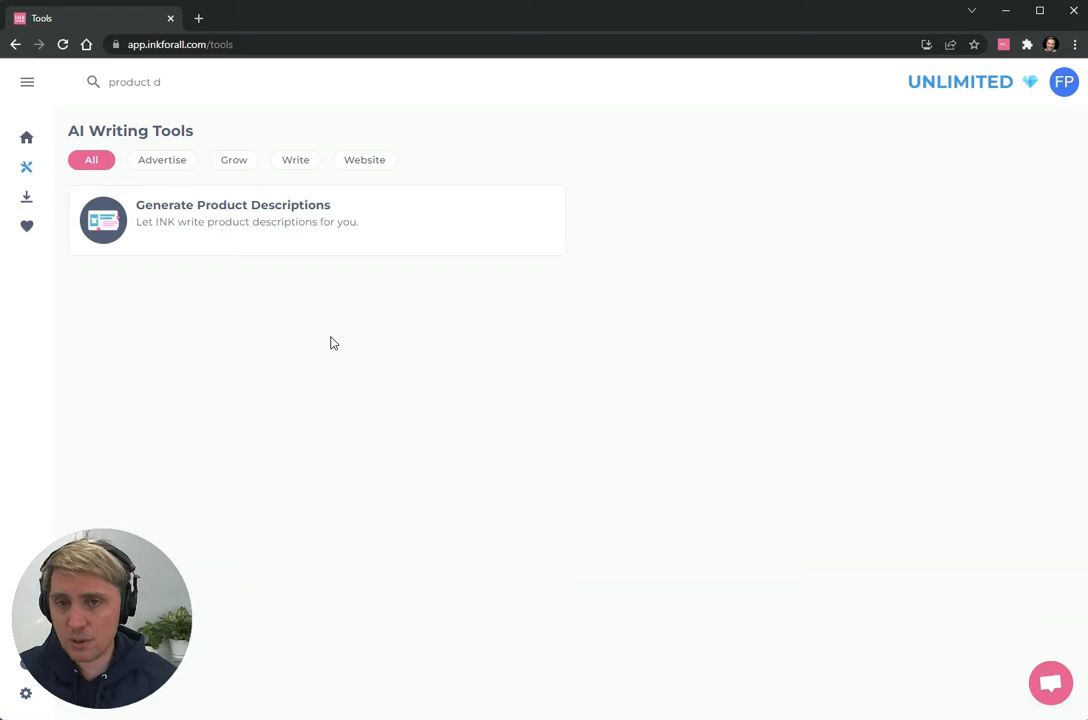 Tools
app.inkforall.com/tools
product d
UNLIMITED
FP
AI Writing Tools
All
Advertise
Grow
Write
Website
Generate Product Descriptions
Let INK write product descriptions for you.